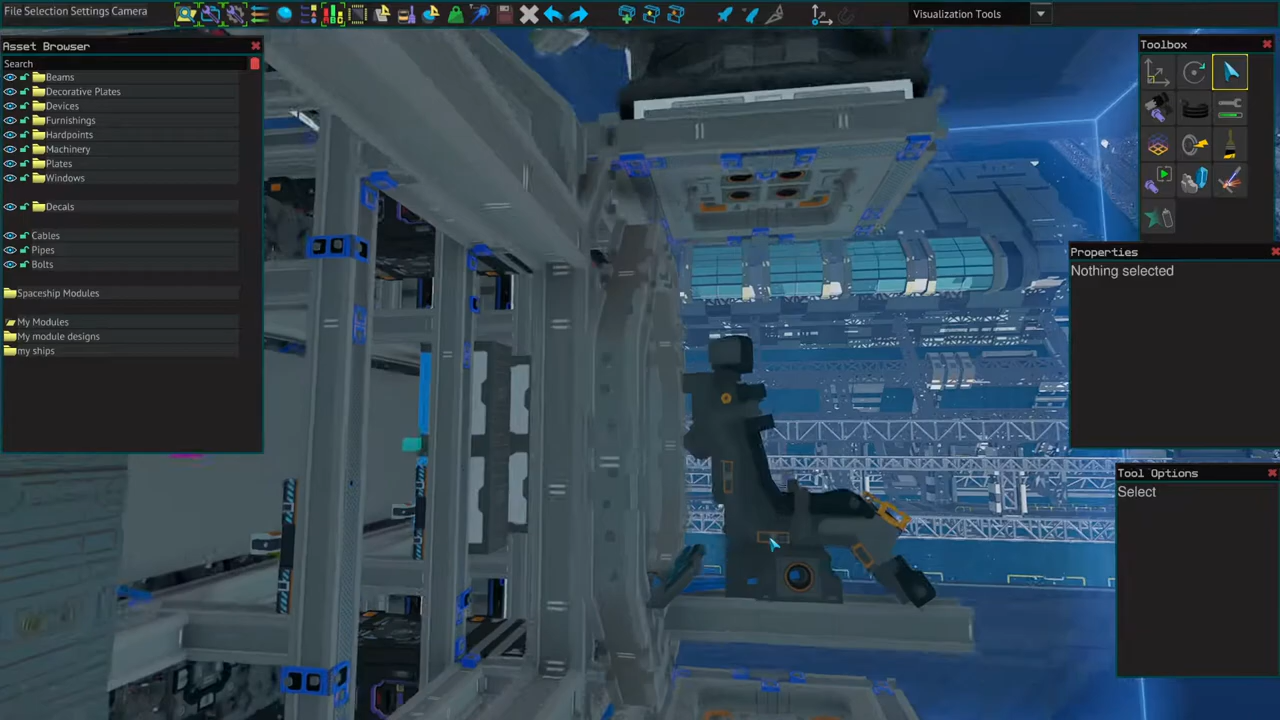 File Selection Settings Camera
Visualization Tools
Asset Browser
Search
Beams
Decorative Plates
Devices
Furnishings
Hardpoints
Machinery
Plates
Windows
Decals
Cables
Pipes
Bolts
Spaceship Modules
My Modules
My module designs
my ships
Toolbox
Properties
Nothing selected
Tool Options
Select